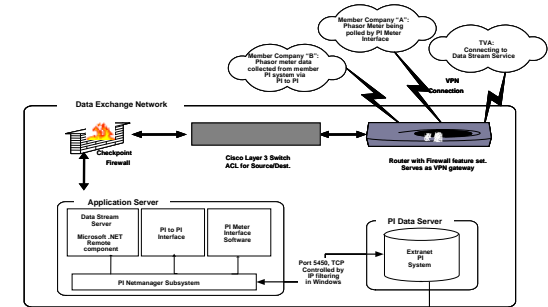 Member Company "A":
Phasor Meter being
polled by PI Meter
Interface
Member Company "B":
Phasor meter data
collected from member
PI system via
PI to PI
TVA:
Connecting to
Data Stream Service
VPN
Connection
Data Exchange Network
Checkpoint
Firewall
Cisco Layer 3 Switch
ACL for Source/Dest.
Router with Firewall feature set.
Serves as VPN gateway
Application Server
Data Stream
Server
Microsoft .NET
Remote
component
PI to PI
Interface
PI Meter
Interface
Software
PI Netmanager Subsystem
Port 5450, TCP
Controlled by
IP filtering
in Windows
PI Data Server
Extranet
PI
System